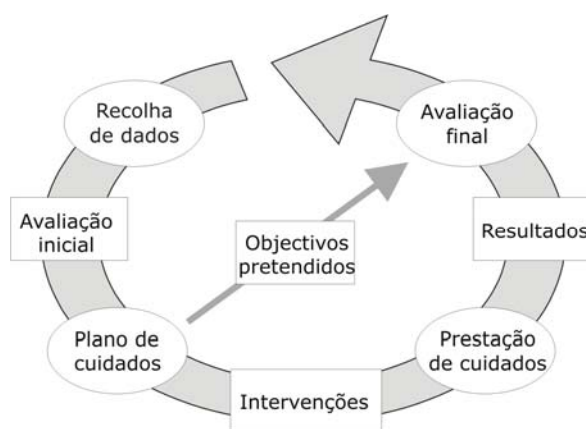 Recolha
de dados
Avaliação
final
Avaliação
inicial
Objectivos
pretendidos
Resultados
Plano de
cuidados
Prestação
de cuidados
Intervenções